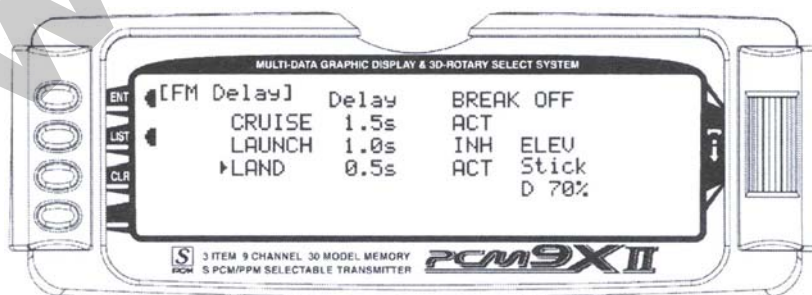 MULTI-DATA GRAPHIC DISPLAY & 3D-ROTARY SELECT SYSTEM
ENT
LIST
CLR
[FM Delay] Delay BREAK OFF
CRUISE 1.5s ACT
LAUNCH 1.0s INH ELEV
▶LAND 0.5s ACT Stick
D 70%
S PCM 3 ITEM 9 CHANNEL 30 MODEL MEMORY
S PCM/PPM SELECTABLE TRANSMITTER
PCM9XII